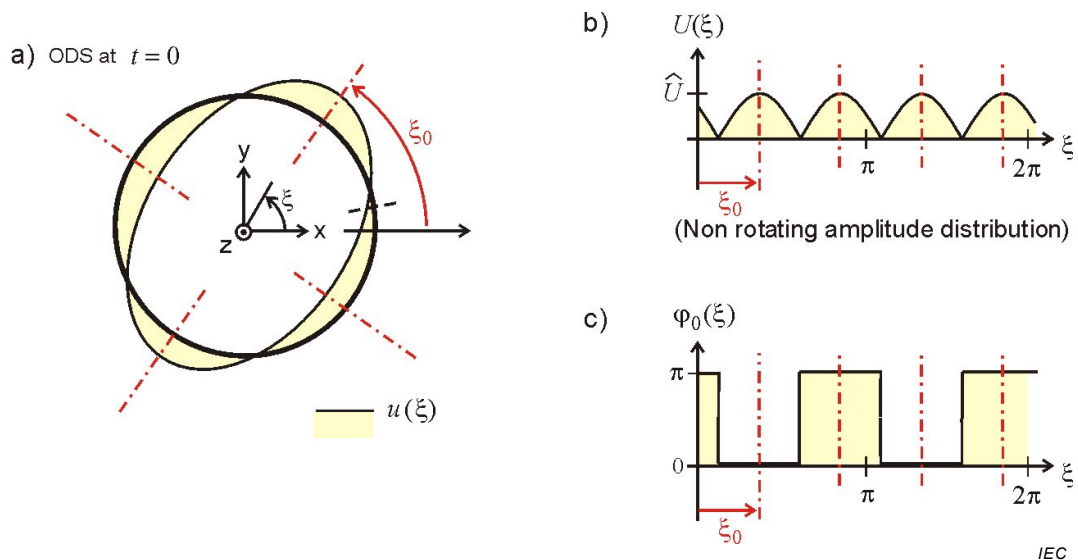 a) ODS at t = 0
ξ₀
y
ξ
x
z
u(ξ)
b)
U(ξ)
Û
ξ
π
2π
ξ₀
(Non rotating amplitude distribution)
c)
φ₀(ξ)
π
0
ξ
π
2π
ξ₀
IEC